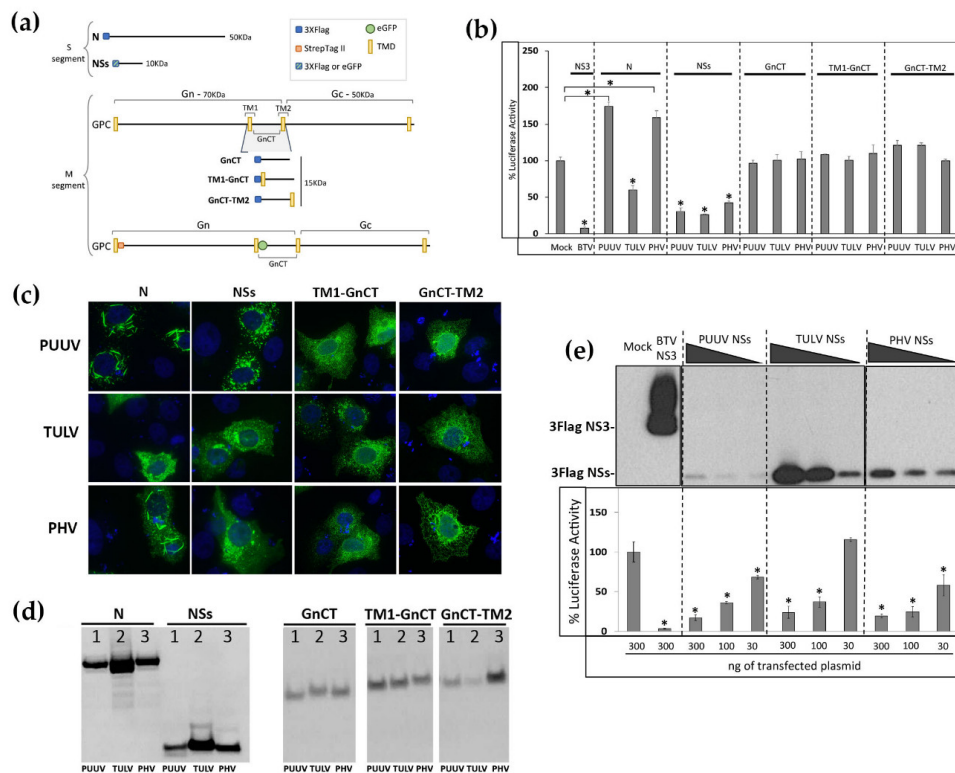 (a)
S segment
N
50KDa
NSs
10KDa
3XFlag
StrepTag II
3XFlag or eGFP
eGFP
TMD
M segment
Gn - 70KDa
TM1
TM2
Gc - 50KDa
GPC
GnCT
GnCT
TM1-GnCT
GnCT-TM2
15KDa
Gn
Gc
GPC
GnCT
(b)
% Luciferase Activity
250
200
150
100
50
0
NS3
N
NSs
GnCT
TM1-GnCT
GnCT-TM2
* * * * * * *
Mock BTV PUUV TULV PHV PUUV TULV PHV PUUV TULV PHV PUUV TULV PHV PUUV TULV PHV
(c)
N NSs TM1-GnCT GnCT-TM2
PUUV
TULV
PHV
(d)
N NSs GnCT TM1-GnCT GnCT-TM2
1 2 3 1 2 3 1 2 3 1 2 3 1 2 3
PUUV TULV PHV PUUV TULV PHV PUUV TULV PHV PUUV TULV PHV PUUV TULV PHV
(e)
Mock BTV NS3 PUUV NSs TULV NSs PHV NSs
3Flag NS3-
3Flag NSs-
% Luciferase Activity
150
100
50
0
* * * * * * * * *
300 300 300 100 30 300 100 30 300 100 30
ng of transfected plasmid